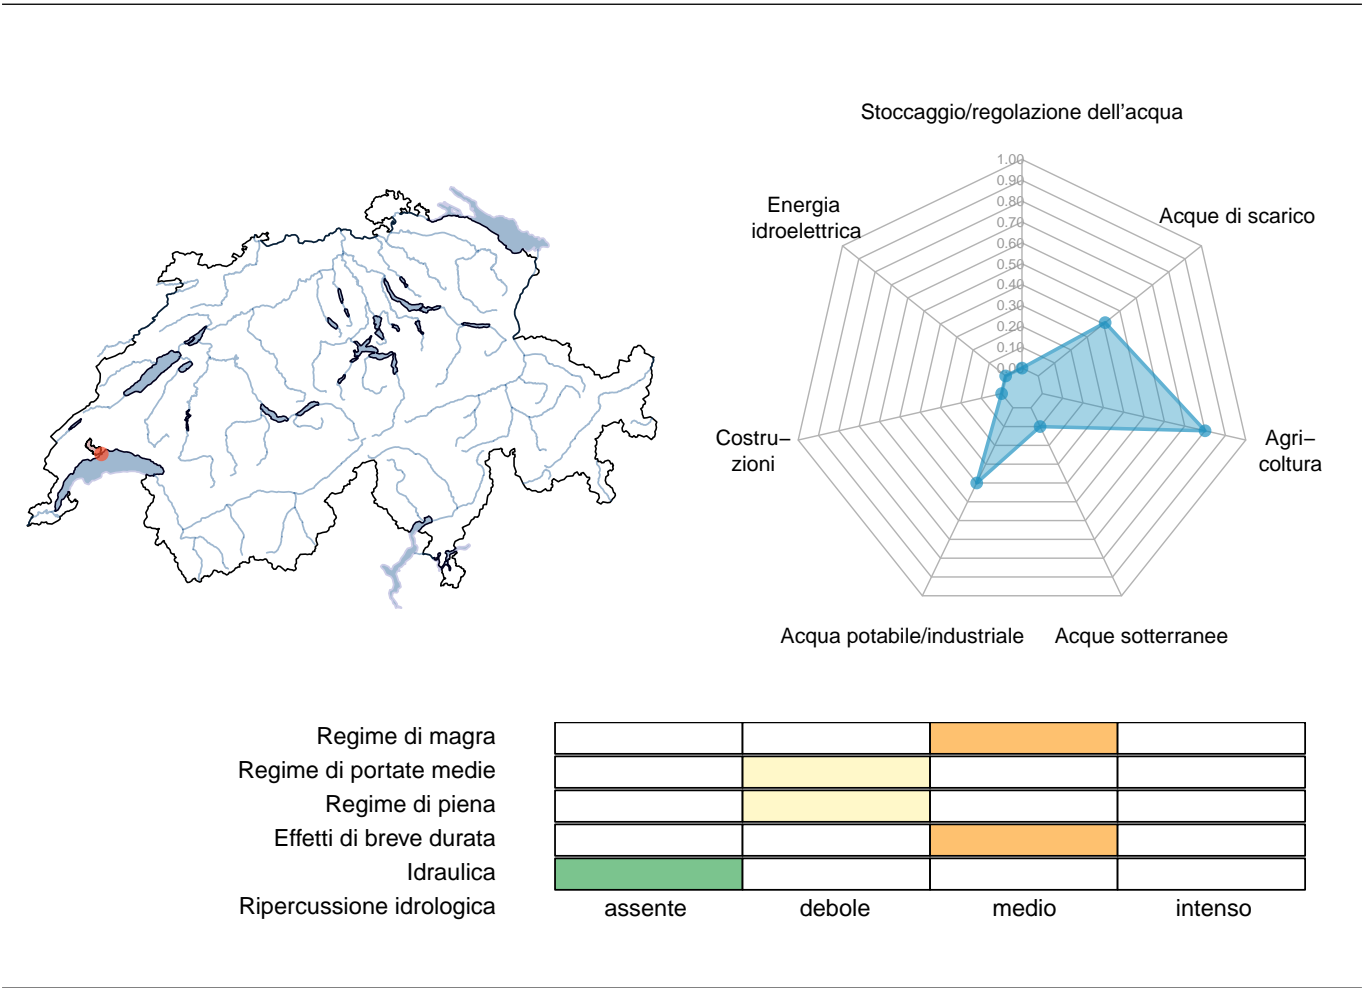 Stoccaggio/regolazione dell'acqua
1.00
0.90
0.80
0.70
0.60
0.50
0.40
0.30
0.20
0.10
Energia
idroelettrica
Acque di scarico
Costru–
zioni
Agri–
coltura
Acqua potabile/industriale
Acque sotterranee
Regime di magra
Regime di portate medie
Regime di piena
Effetti di breve durata
Idraulica
Ripercussione idrologica assente debole medio intenso